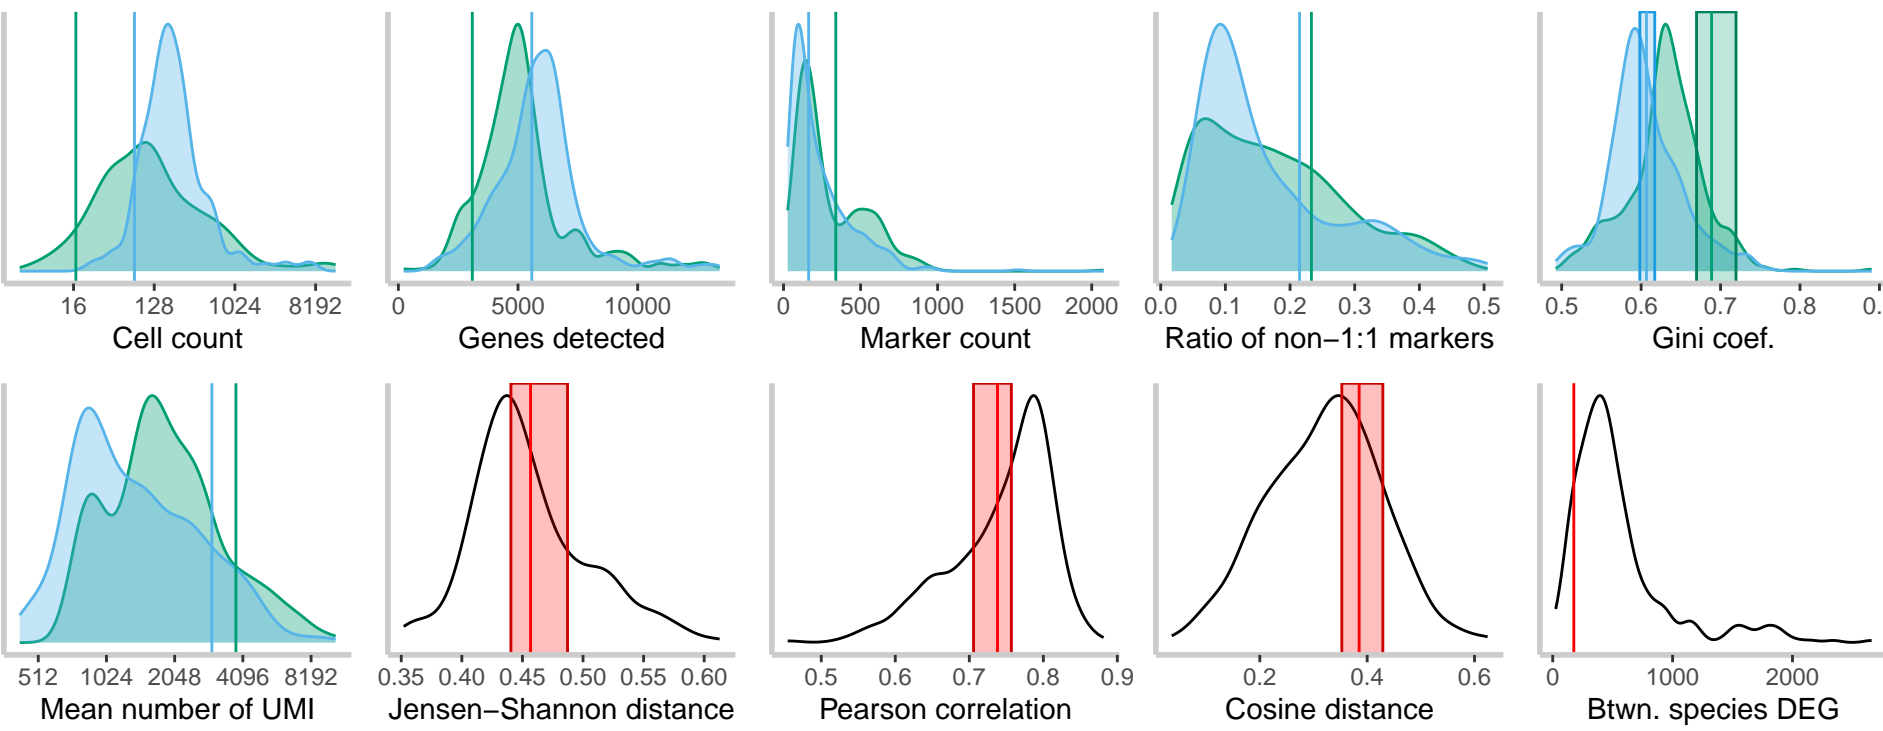 16 128 1024 8192
Cell count
0 5000 10000
Genes detected
0 500 1000 1500 2000
Marker count
0.0 0.1 0.2 0.3 0.4 0.5
Ratio of non−1:1 markers
0.5 0.6 0.7 0.8 0.
Gini coef.
512 1024 2048 4096 8192
Mean number of UMI
0.35 0.40 0.45 0.50 0.55 0.60
Jensen−Shannon distance
0.5 0.6 0.7 0.8 0.9
Pearson correlation
0.2 0.4 0.6
Cosine distance
0 1000 2000
Btwn. species DEG